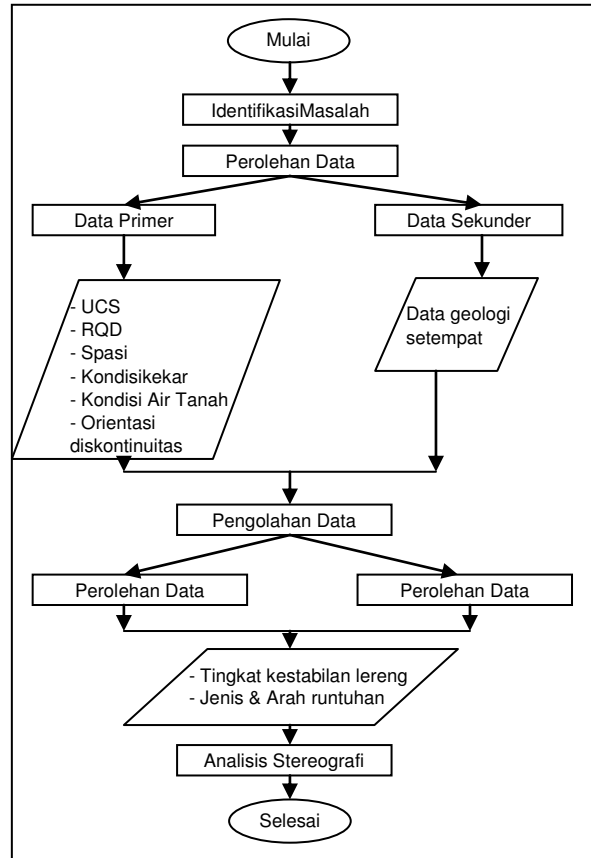 Mulai
IdentifikasiMasalah
Perolehan Data
Data Primer
Data Sekunder
- UCS
- RQD
- Spasi
- Kondisikekar
- Kondisi Air Tanah
- Orientasi
diskontinuitas
Data geologi
setempat
Pengolahan Data
Perolehan Data
Perolehan Data
- Tingkat kestabilan lereng
- Jenis & Arah runtuhan
Analisis Stereografi
Selesai